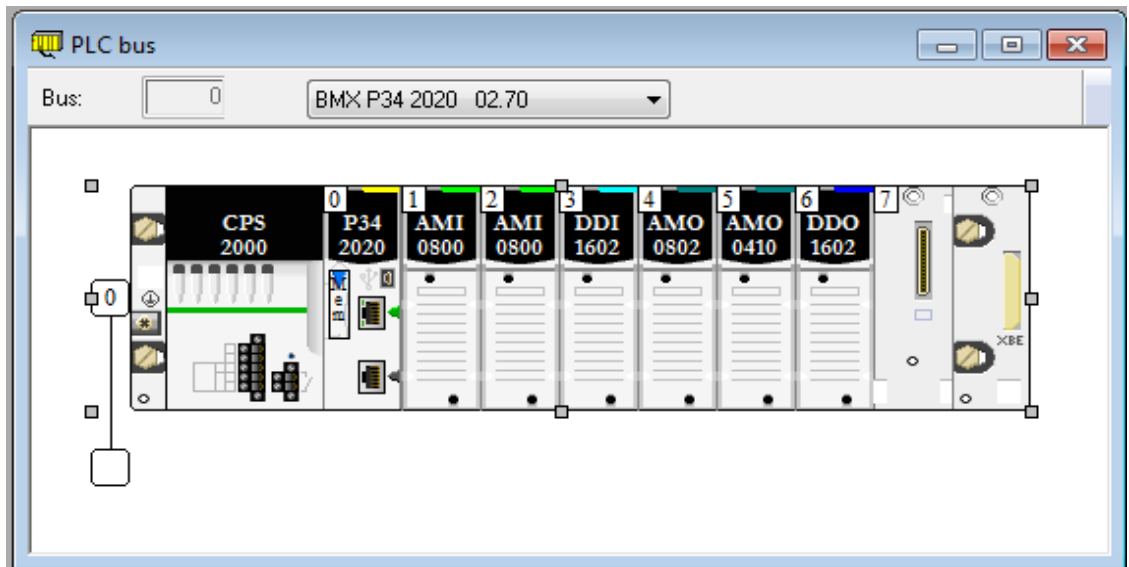 PLC bus
Bus: 0 BMX P34 2020 02.70
0 1 2 3 4 5 6 7
CPS P34 AMI AMI DDI AMO AMO DDO
2000 2020 0800 0800 1602 0802 0410 1602
0
em
XBE